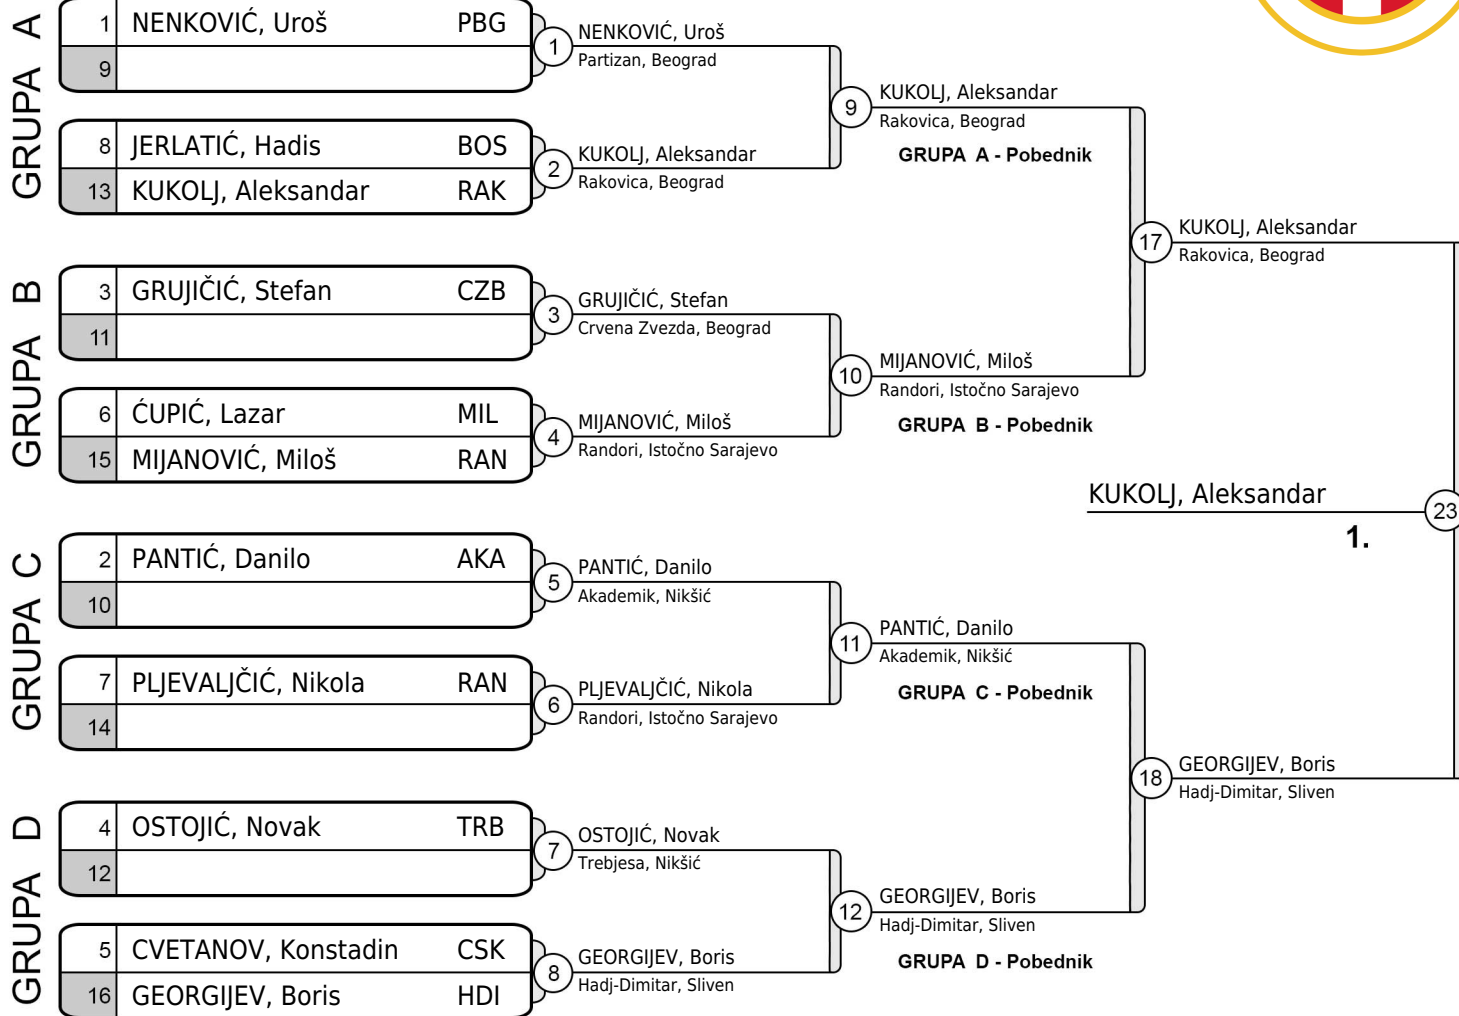 GRUPA A
1 NENKOVIĆ, Uroš PBG
9
8 JERLATIĆ, Hadis BOS
13 KUKOLJ, Aleksandar RAK
GRUPA B
3 GRUJIČIĆ, Stefan CZB
11
6 ĆUPIĆ, Lazar MIL
15 MIJANOVIĆ, Miloš RAN
GRUPA C
2 PANTIĆ, Danilo AKA
10
7 PLJEVALJČIĆ, Nikola RAN
14
GRUPA D
4 OSTOJIĆ, Novak TRB
12
5 CVETANOV, Konstadin CSK
16 GEORGIJEV, Boris HDI
1 NENKOVIĆ, Uroš
Partizan, Beograd
2 KUKOLJ, Aleksandar
Rakovica, Beograd
3 GRUJIČIĆ, Stefan
Crvena Zvezda, Beograd
4 MIJANOVIĆ, Miloš
Randori, Istočno Sarajevo
5 PANTIĆ, Danilo
Akademik, Nikšić
6 PLJEVALJČIĆ, Nikola
Randori, Istočno Sarajevo
7 OSTOJIĆ, Novak
Trebjesa, Nikšić
8 GEORGIJEV, Boris
Hadj-Dimitar, Sliven
9 KUKOLJ, Aleksandar
Rakovica, Beograd
GRUPA A - Pobednik
10 MIJANOVIĆ, Miloš
Randori, Istočno Sarajevo
GRUPA B - Pobednik
11 PANTIĆ, Danilo
Akademik, Nikšić
GRUPA C - Pobednik
12 GEORGIJEV, Boris
Hadj-Dimitar, Sliven
GRUPA D - Pobednik
17 KUKOLJ, Aleksandar
Rakovica, Beograd
18 GEORGIJEV, Boris
Hadj-Dimitar, Sliven
KUKOLJ, Aleksandar 23
1.